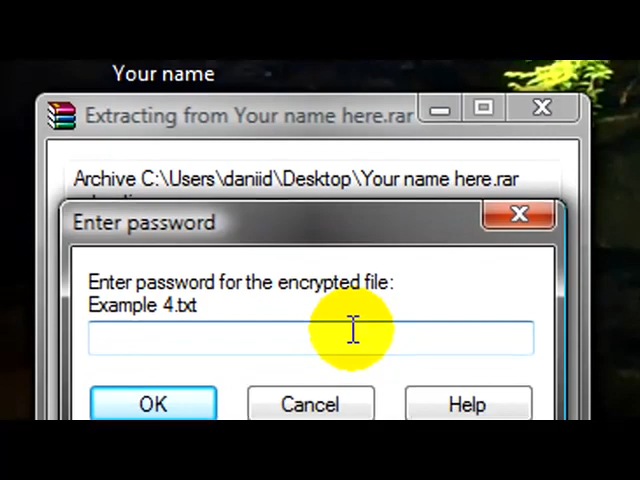 Your name
Extracting from Your name here.rar
Archive C:\Users\daniid\Desktop\Your name here.rar
Enter password
Enter password for the encrypted file:
Example 4.txt
OK Cancel Help